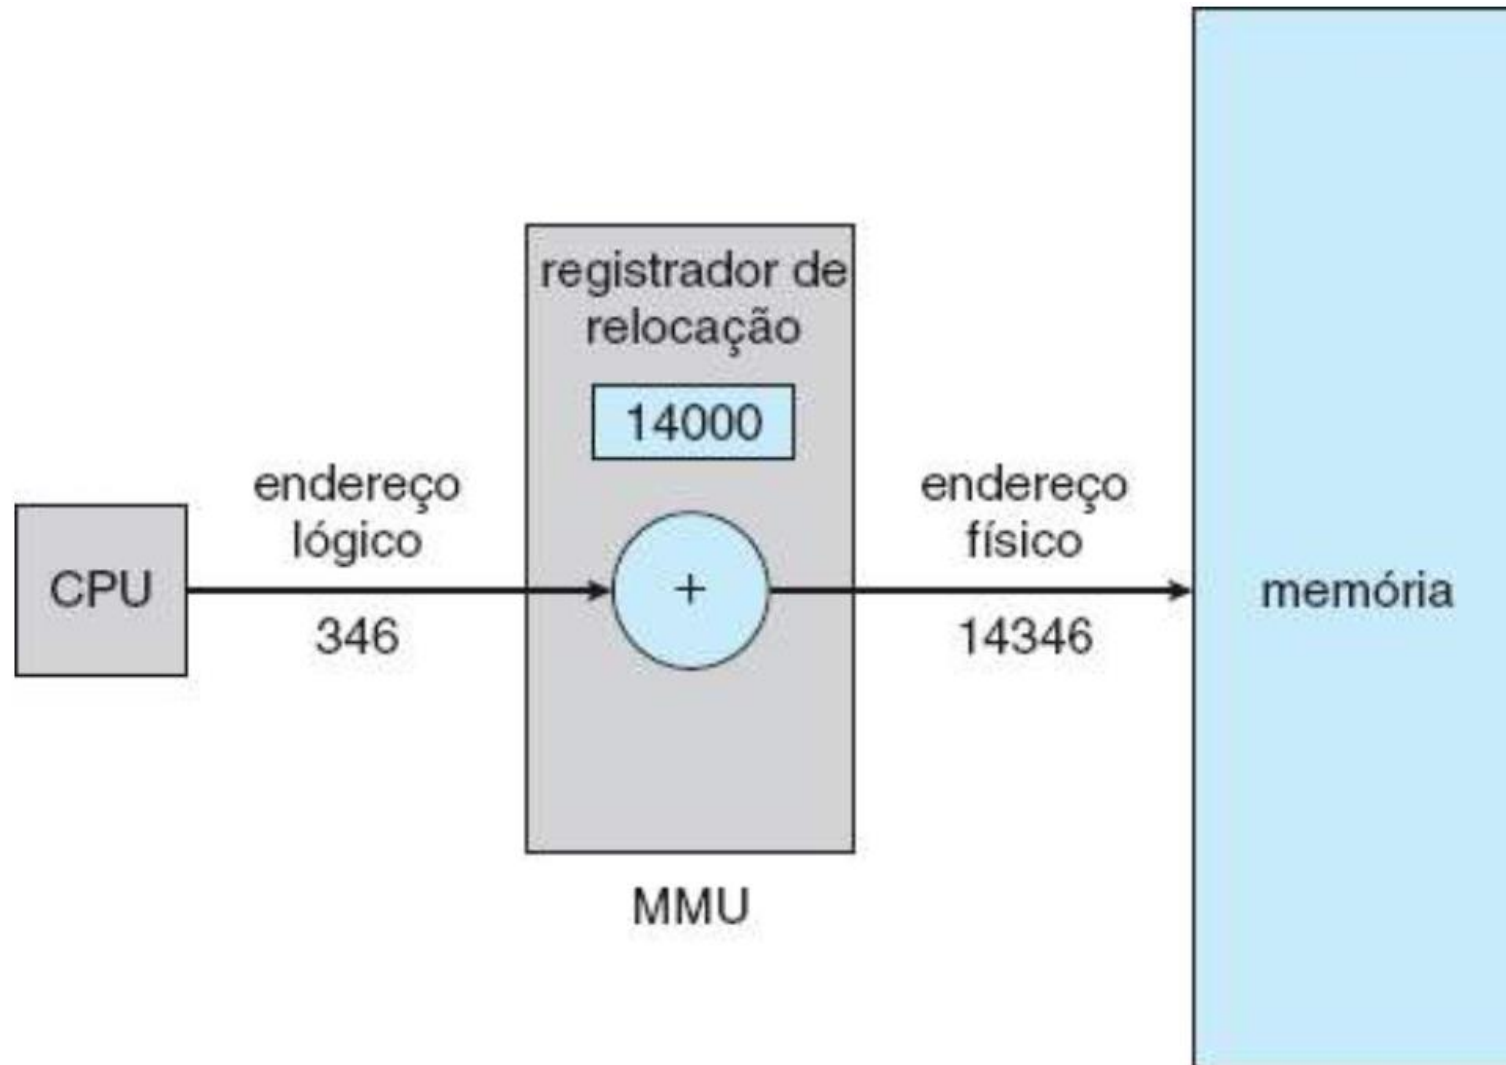 registrador de
relocação
14000
endereço
lógico
endereço
físico
CPU
+
memória
346
14346
MMU